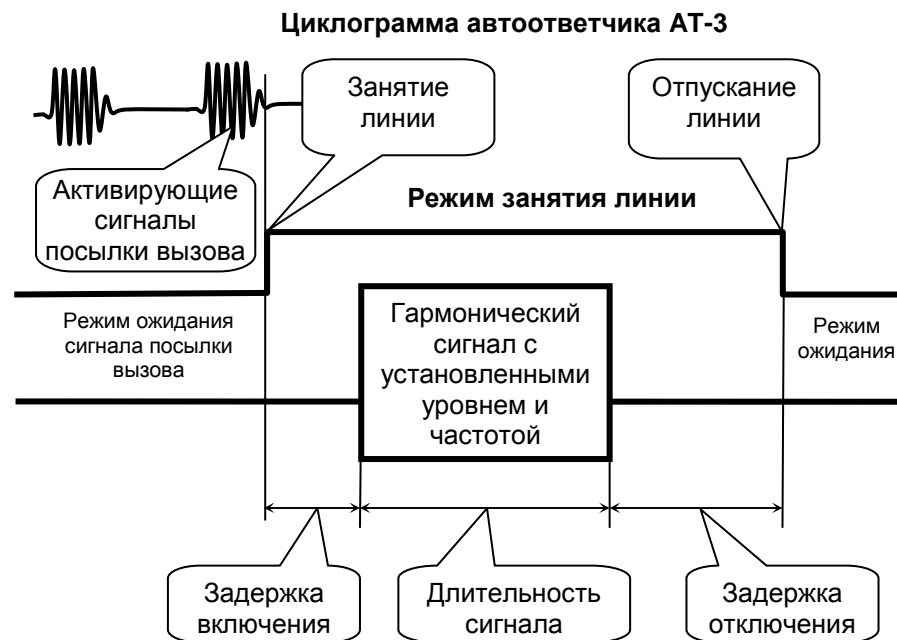 Циклограмма автоответчика АТ-3
Занятие
линии
Отпускание
линии
Активирующие
сигналы
посылки вызова
Режим занятия линии
Режим ожидания
сигнала посылки
вызова
Гармонический
сигнал с
установленными
уровнем и
частотой
Режим
ожидания
Задержка
включения
Длительность
сигнала
Задержка
отключения